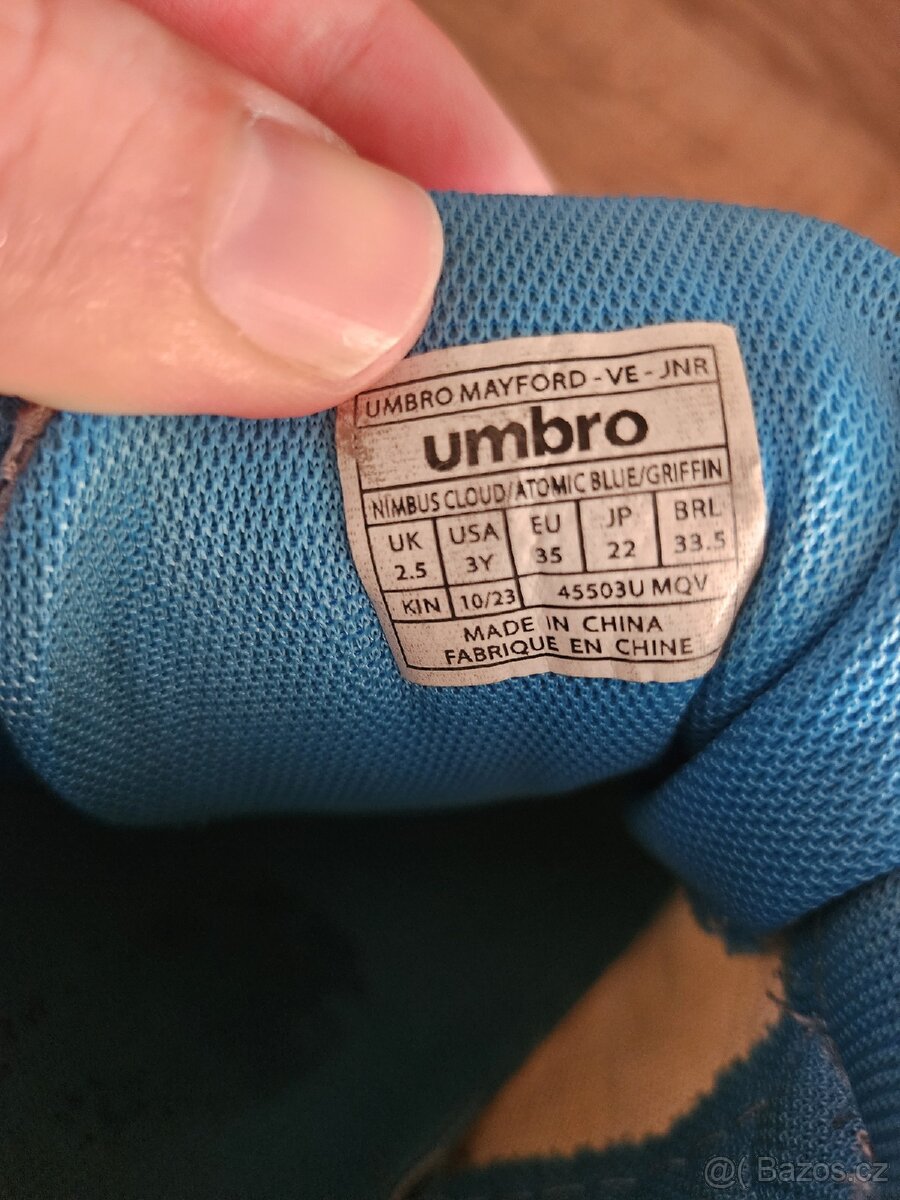 UMBRO MAYFORD - VE - JNR
umbro
NIMBUS CLOUD/ATOMIC BLUE/GRIFFIN
UK USA EU JP BRL
2.5 3Y 35 22 33.5
KIN 10/23 45503U MQV
MADE IN CHINA
FABRIQUE EN CHINE
@( Bazos.cz